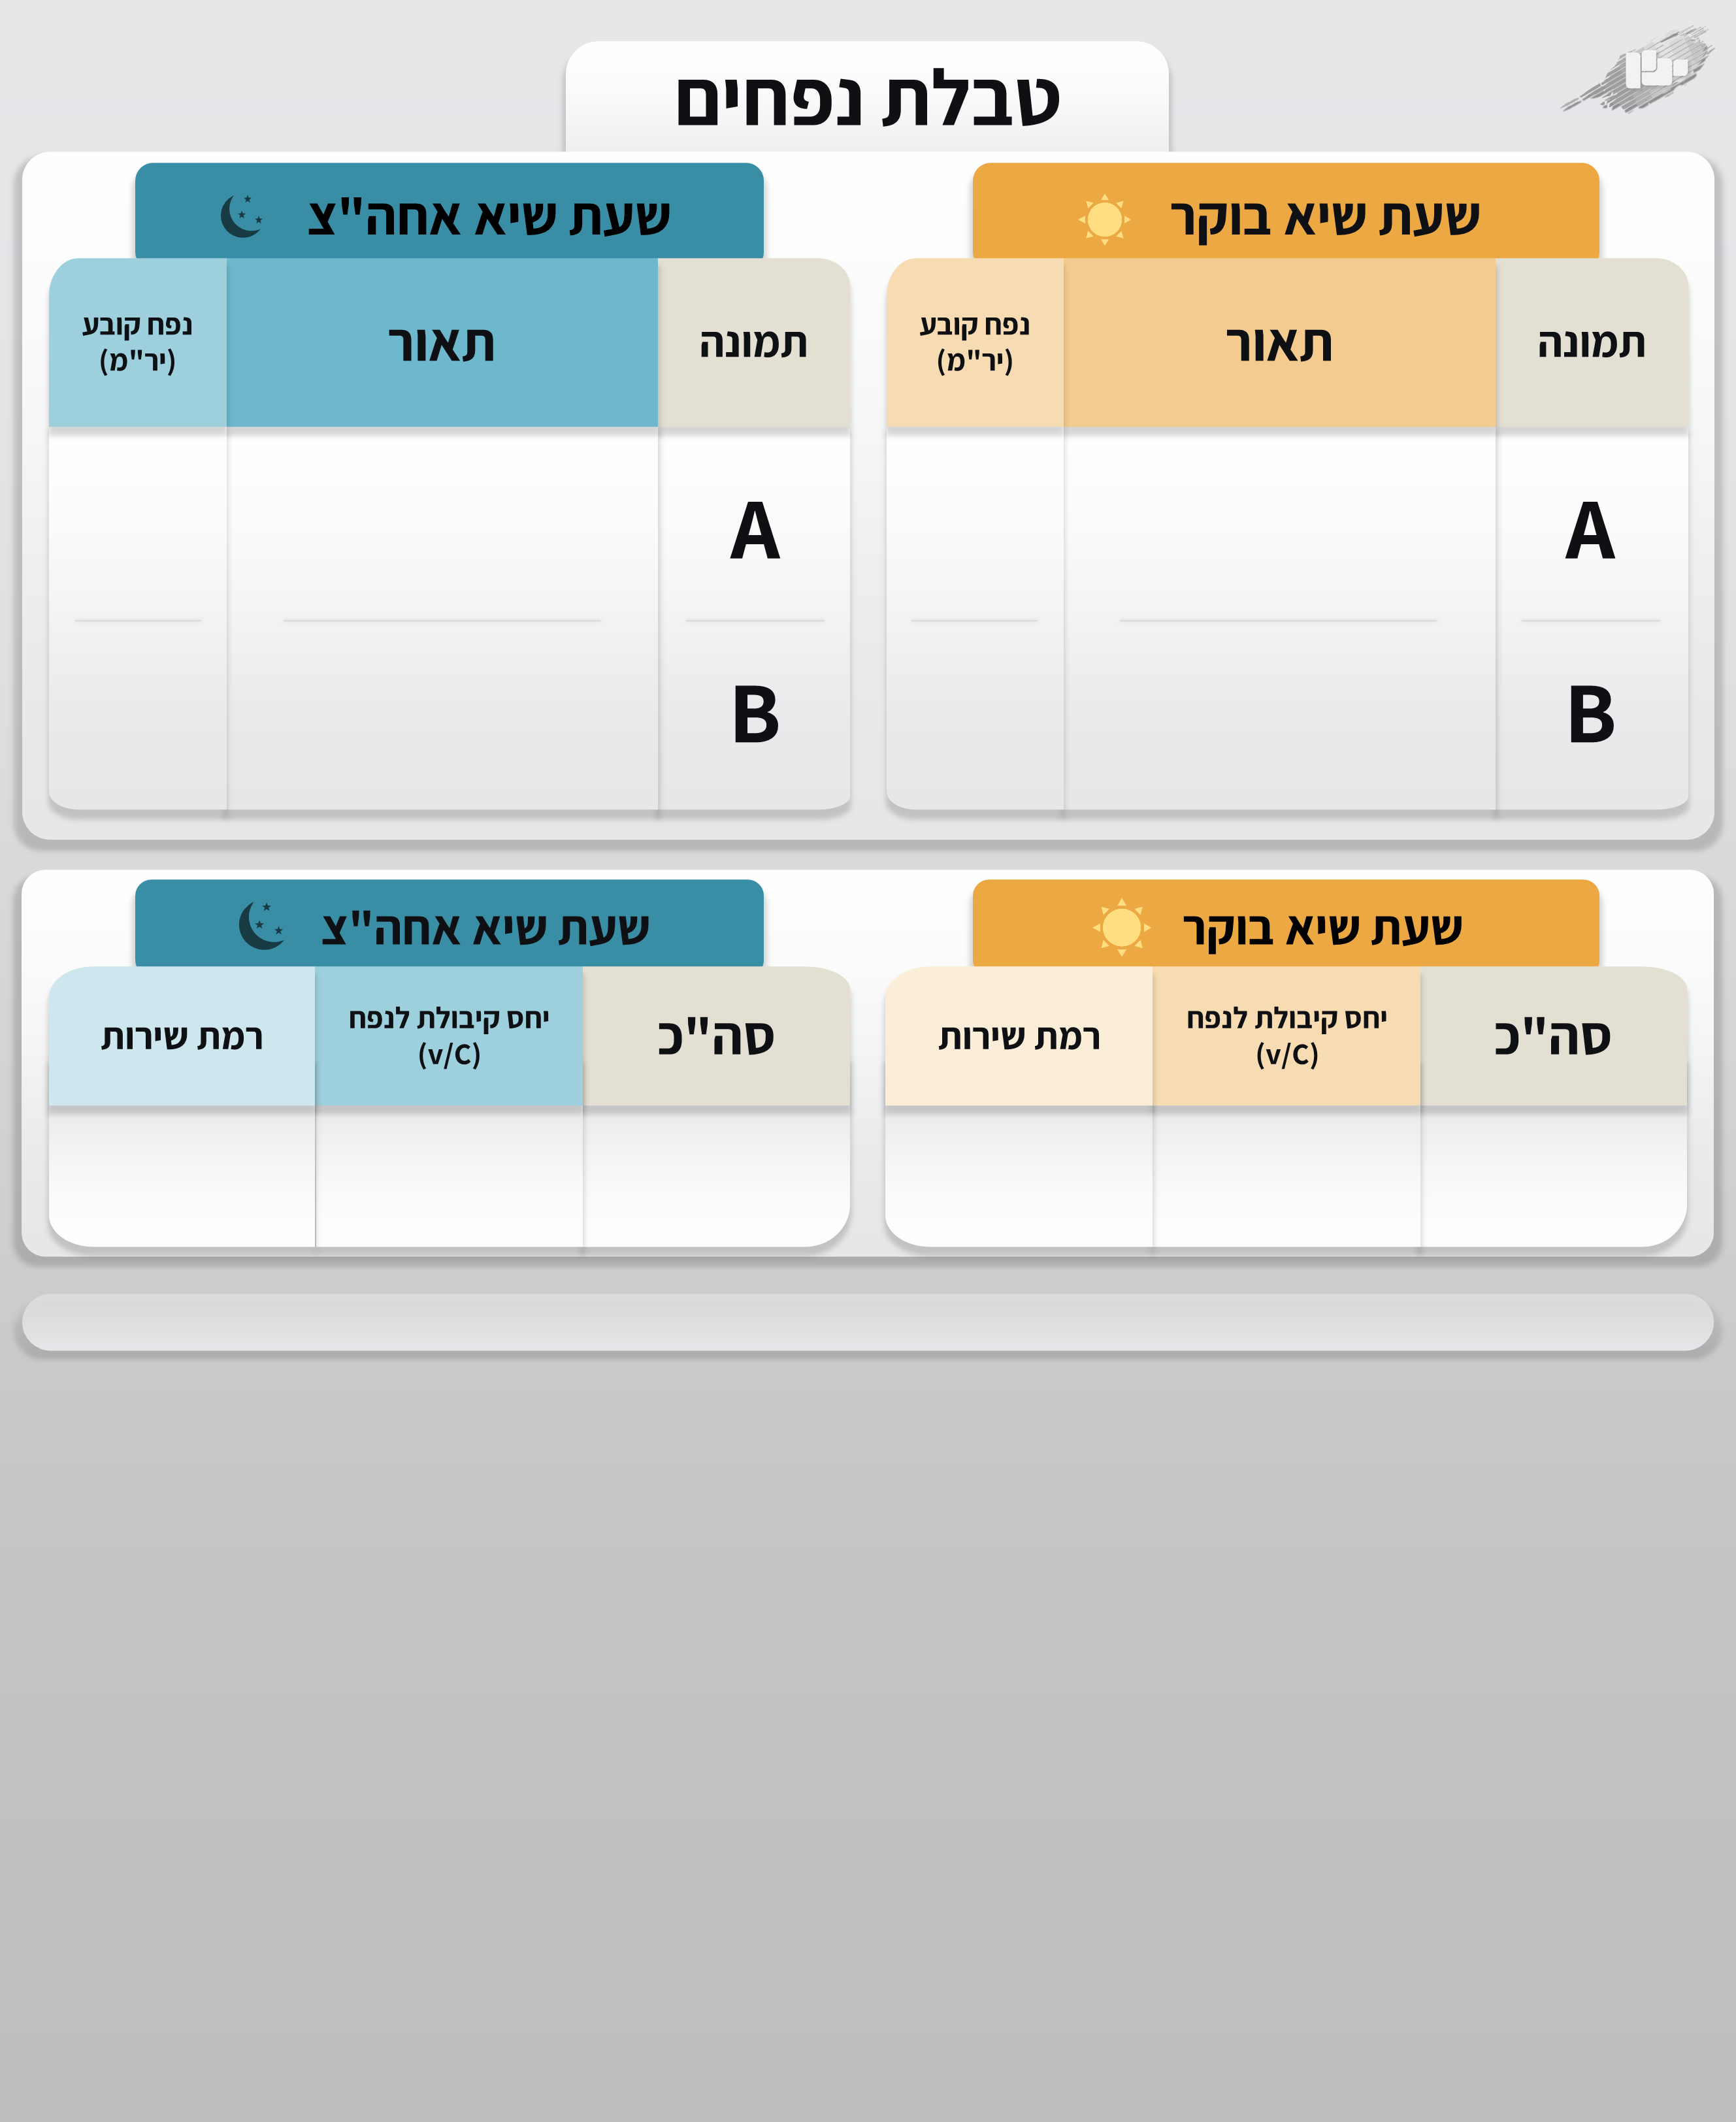 טבלת נפחים
שעת שיא בוקר
תמונה
תאור
נפח קובע
(יר"מ)
A
B
שעת שיא אחה"צ
תמונה
תאור
נפח קובע
(יר"מ)
A
B
שעת שיא בוקר
סה"כ
יחס קיבולת לנפח
(v/C)
רמת שירות
שעת שיא אחה"צ
סה"כ
יחס קיבולת לנפח
(v/C)
רמת שירות